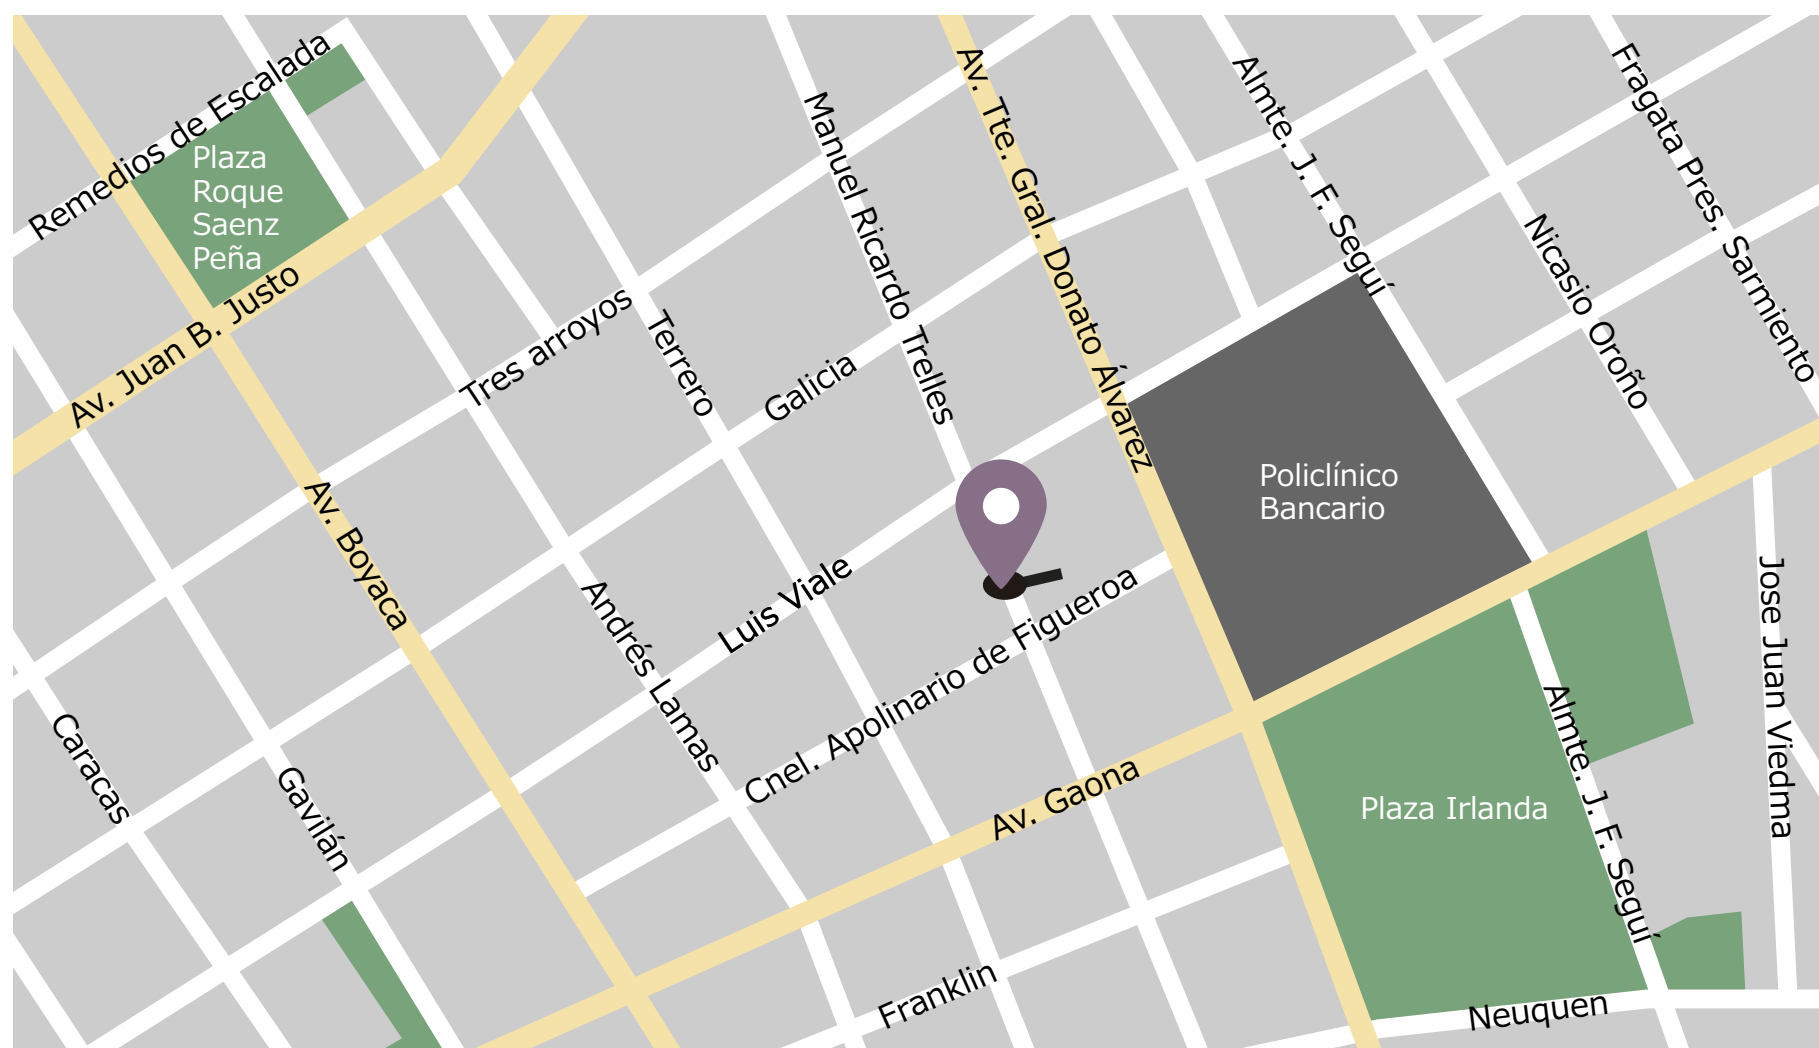 Remedios de Escalada
Plaza
Roque
Saenz
Peña
Av. Juan B. Justo
Tres arroyos
Terrero
Galicia
Manuel Ricardo Trelles
Av. Tte. Gral. Donato Álvarez
Almte. J. F. Seguí
Fragata Pres. Sarmiento
Nicasio Oroño
Policlínico
Bancario
Av. Boyaca
Luis Viale
Andrés Lamas
Cnel. Apolinario de Figueroa
Jose Juan Viedma
Caracas
Gavilán
Av. Gaona
Plaza Irlanda
Almte. J. F. Seguí
Franklin
Neuquen